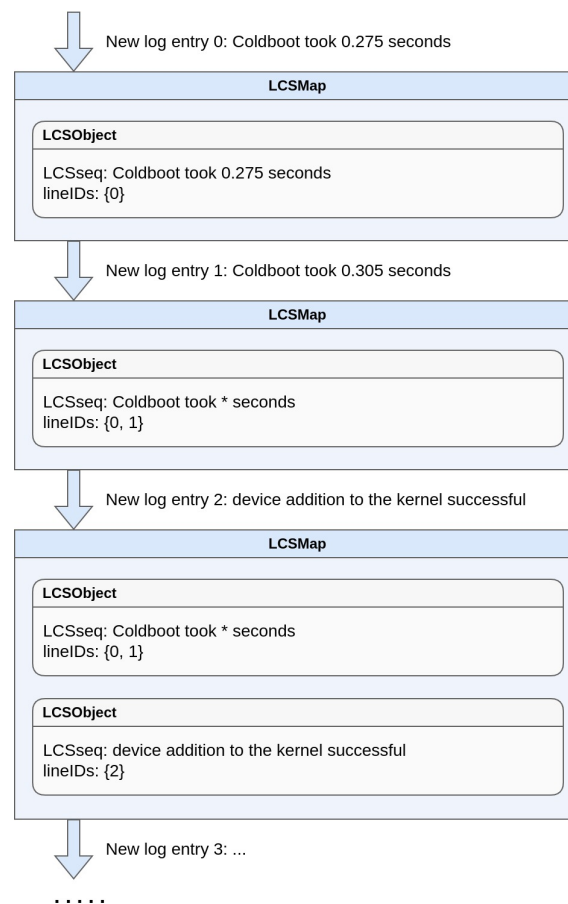 New log entry 0: Coldboot took 0.275 seconds
LCSMap
LCSObject
LCSseq: Coldboot took 0.275 seconds
lineIDs: {0}
New log entry 1: Coldboot took 0.305 seconds
LCSMap
LCSObject
LCSseq: Coldboot took * seconds
lineIDs: {0, 1}
New log entry 2: device addition to the kernel successful
LCSMap
LCSObject
LCSseq: Coldboot took * seconds
lineIDs: {0, 1}
LCSObject
LCSseq: device addition to the kernel successful
lineIDs: {2}
New log entry 3: ...
.....